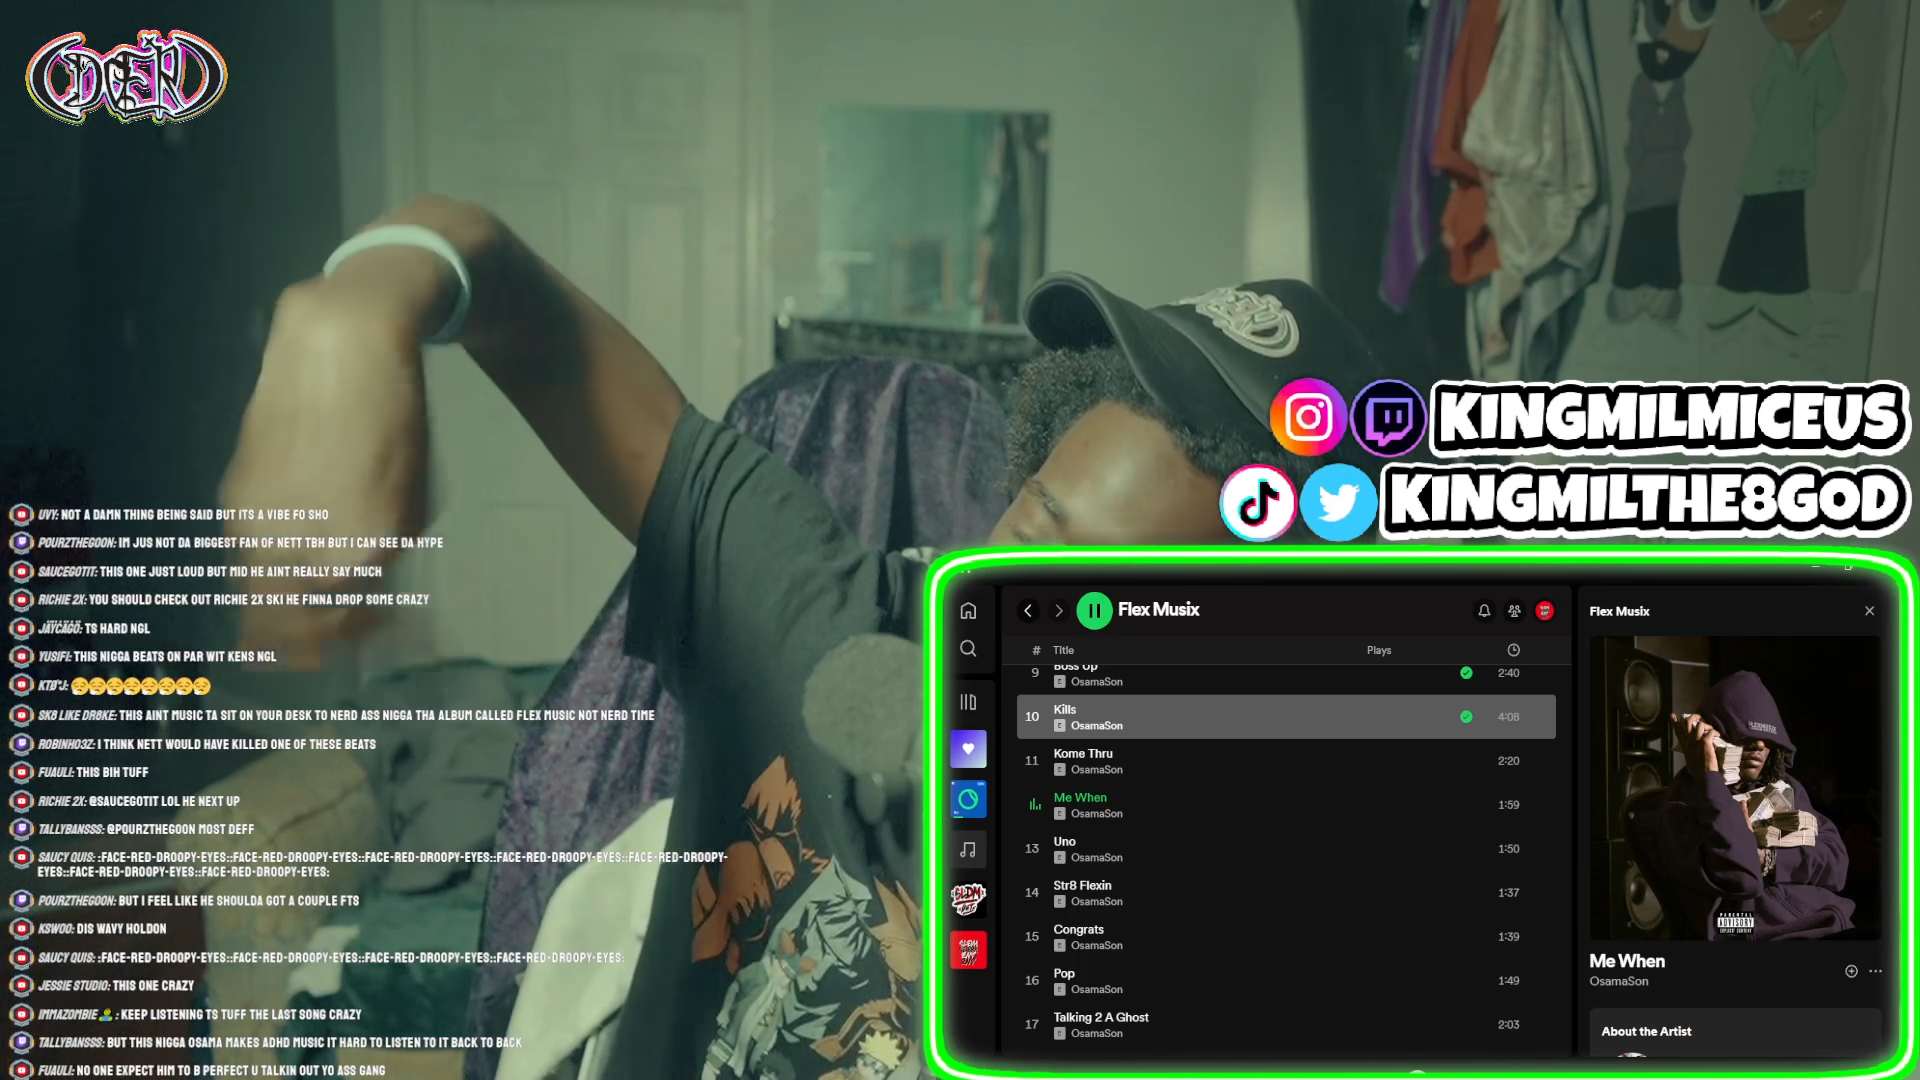 DGER
KINGMILMICEUS
KINGMILTHE8GOD
UVY: NOT A DAMN THING BEING SAID BUT ITS A VIBE FO SHO
POURZTHEGOON: IM JUS NOT DA BIGGEST FAN OF NETT TBH BUT I CAN SEE DA HYPE
SAUCEGOTIT: THIS ONE JUST LOUD BUT MID HE AINT REALLY SAY MUCH
RICHIE 2X: YOU SHOULD CHECK OUT RICHIE 2X SKI HE FINNA DROP SOME CRAZY
JAYCAGO: TS HARD NGL
YUSIFI: THIS NIGGA BEATS ON PAR WIT KENS NGL
KTØ'J: 😮‍💨😮‍💨😮‍💨😮‍💨😮‍💨😮‍💨😮‍💨😮‍💨
SK8 LIKE DR8KE: THIS AINT MUSIC TA SIT ON YOUR DESK TO NERD ASS NIGGA THA ALBUM CALLED FLEX MUSIC NOT NERD TIME
ROBINHO3Z: I THINK NETT WOULD HAVE KILLED ONE OF THESE BEATS
FUAULI: THIS BIH TUFF
RICHIE 2X: @SAUCEGOTIT LOL HE NEXT UP
TALLYBANSSS: @POURZTHEGOON MOST DEFF
SAUCY QUIS: :FACE-RED-DROOPY-EYES::FACE-RED-DROOPY-EYES::FACE-RED-DROOPY-EYES::FACE-RED-DROOPY-EYES::FACE-RED-DROOPY-
EYES::FACE-RED-DROOPY-EYES::FACE-RED-DROOPY-EYES:
POURZTHEGOON: BUT I FEEL LIKE HE SHOULDA GOT A COUPLE FTS
K$WOO: DIS WAVY HOLDON
SAUCY QUIS: :FACE-RED-DROOPY-EYES::FACE-RED-DROOPY-EYES::FACE-RED-DROOPY-EYES::FACE-RED-DROOPY-EYES:
JESSIE STUDIO: THIS ONE CRAZY
IMMAZOMBIE🧟‍♂️: KEEP LISTENING TS TUFF THE LAST SONG CRAZY
TALLYBANSSS: BUT THIS NIGGA OSAMA MAKES ADHD MUSIC IT HARD TO LISTEN TO IT BACK TO BACK
FUAULI: NO ONE EXPECT HIM TO B PERFECT U TALKIN OUT YO ASS GANG
Flex Musix
# Title Plays
9 Boss Up 2:40
E OsamaSon
10 Kills 4:08
E OsamaSon
11 Kome Thru 2:20
E OsamaSon
Me When 1:59
E OsamaSon
13 Uno 1:50
E OsamaSon
14 Str8 Flexin 1:37
E OsamaSon
15 Congrats 1:39
E OsamaSon
16 Pop 1:49
E OsamaSon
17 Talking 2 A Ghost 2:03
E OsamaSon
Flex Musix
PARENTAL
ADVISORY
EXPLICIT CONTENT
Me When
OsamaSon
About the Artist